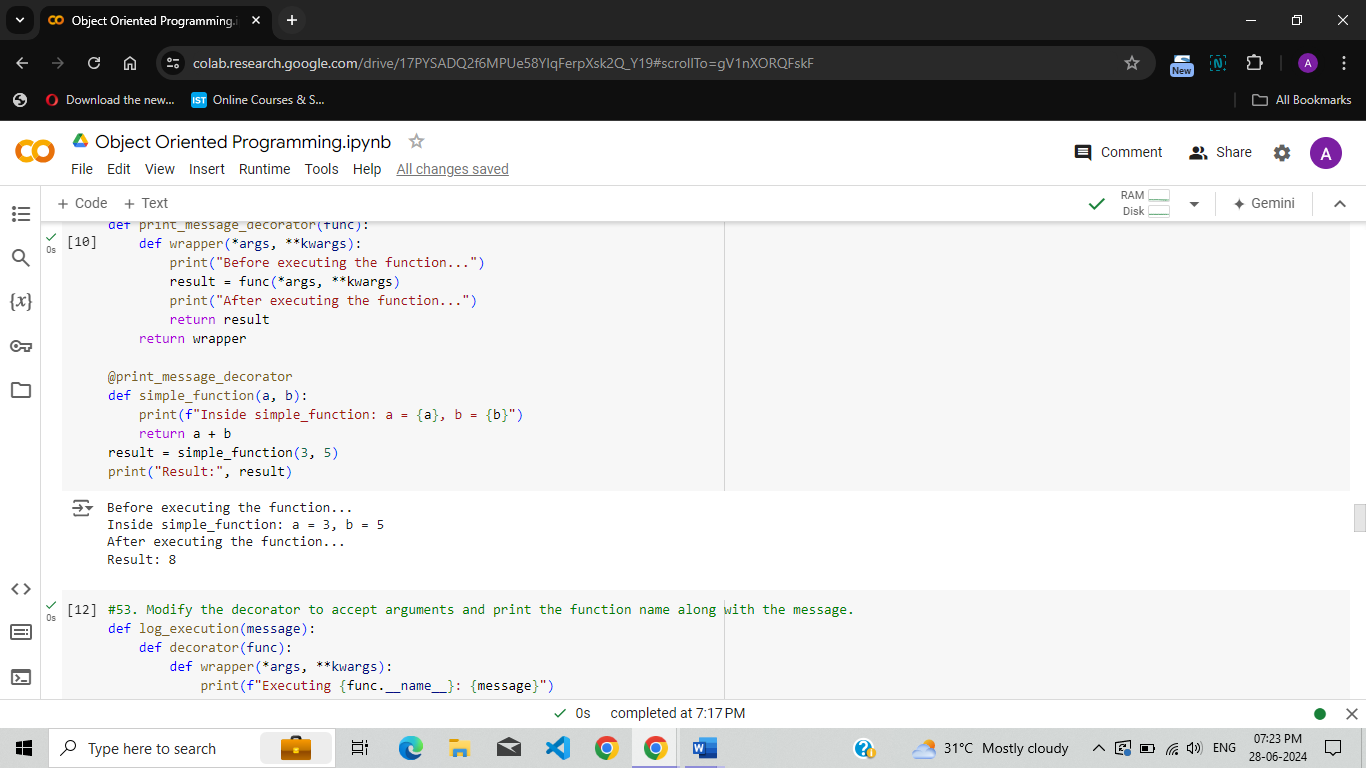 Object Oriented Programming.i
colab.research.google.com/drive/17PYSADQ2f6MPUe58YIqFerpXsk2Q_Y19#scrollTo=gV1nXORQFskF
New
N
A
Download the new...
IST
Online Courses & S...
All Bookmarks
Object Oriented Programming.ipynb
File Edit View Insert Runtime Tools Help All changes saved
Comment
Share
A
+ Code + Text
RAM
Disk
Gemini
{x}
0s
[10]
def print_message_decorator(func):
    def wrapper(*args, **kwargs):
        print("Before executing the function...")
        result = func(*args, **kwargs)
        print("After executing the function...")
        return result
    return wrapper
@print_message_decorator
def simple_function(a, b):
    print(f"Inside simple_function: a = {a}, b = {b}")
    return a + b
result = simple_function(3, 5)
print("Result:", result)
Before executing the function...
Inside simple_function: a = 3, b = 5
After executing the function...
Result: 8
0s
[12] #53. Modify the decorator to accept arguments and print the function name along with the message.
def log_execution(message):
    def decorator(func):
        def wrapper(*args, **kwargs):
            print(f"Executing {func.__name__}: {message}")
0s completed at 7:17 PM
Type here to search
31°C Mostly cloudy
ENG
07:23 PM
28-06-2024